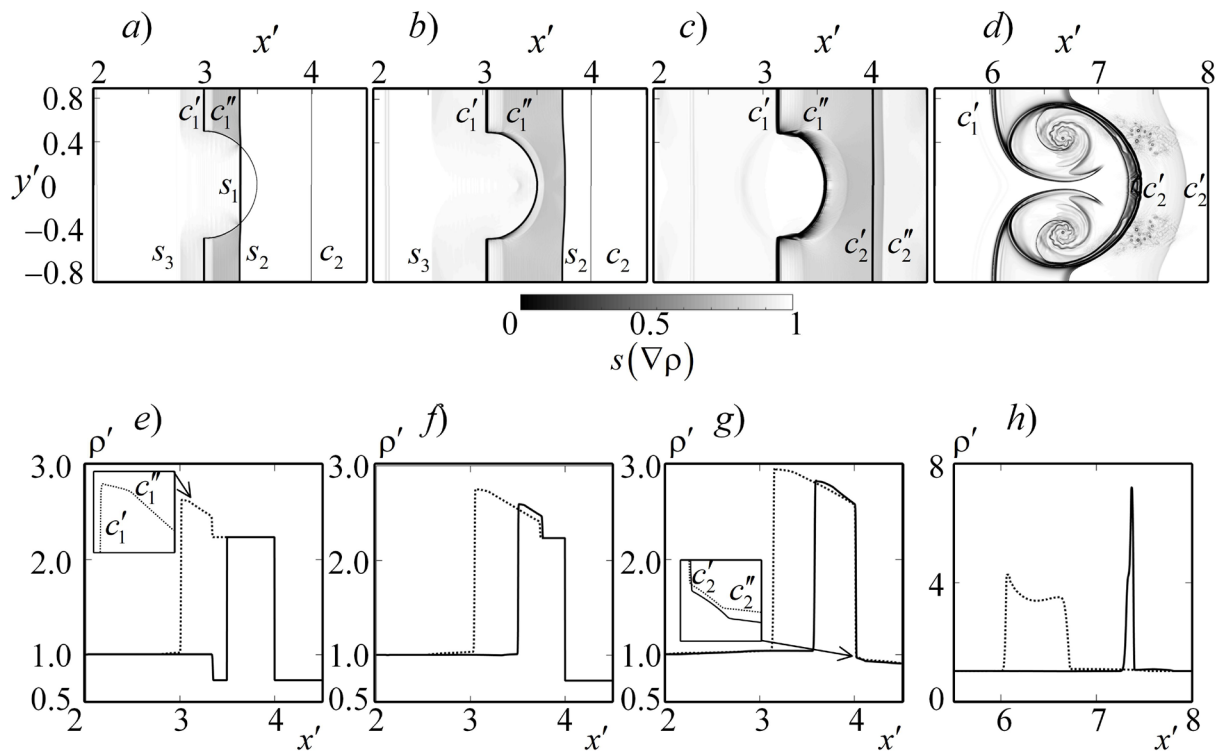 a)
b)
c)
d)
x′
x′
x′
x′
2 3 4
2 3 4
2 3 4
6 7 8
0.8
0.4
y′ 0
−0.4
−0.8
c′₁ c″₁
s₁
s₃ s₂ c₂
c′₁ c″₁
s₃ s₂ c₂
c′₁ c″₁
c′₂ c″₂
c′₁
c′₂ c′₂
0 0.5 1
s(∇ρ)
e)
f)
g)
h)
ρ′
ρ′
ρ′
ρ′
3.0
2.0
1.0
0.5
c″₁
c′₁
2 3 4
x′
3.0
2.0
1.0
0.5
2 3 4
x′
3.0
2.0
1.0
0.5
c′₂
c″₂
2 3 4
x′
8
4
0
6 7 8
x′